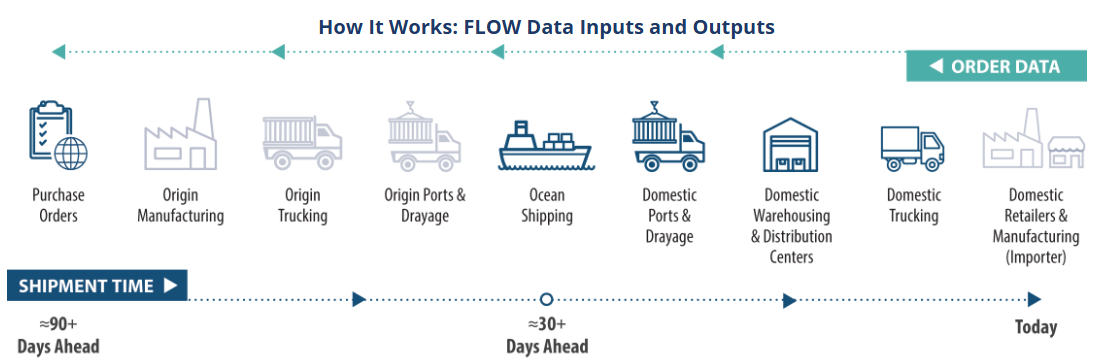 How It Works: FLOW Data Inputs and Outputs
ORDER DATA
Purchase
Orders
Origin
Manufacturing
Origin
Trucking
Origin Ports &
Drayage
Ocean
Shipping
Domestic
Ports &
Drayage
Domestic
Warehousing
& Distribution
Centers
Domestic
Trucking
Domestic
Retailers &
Manufacturing
(Importer)
SHIPMENT TIME
≈90+
Days Ahead
≈30+
Days Ahead
Today